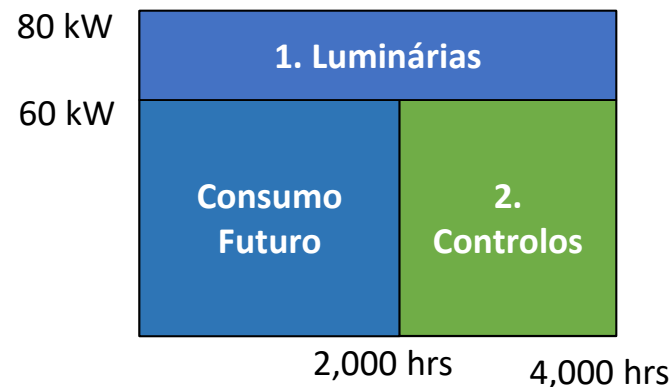 80 kW
1. Luminárias
60 kW
Consumo
Futuro
2.
Controlos
2,000 hrs
4,000 hrs